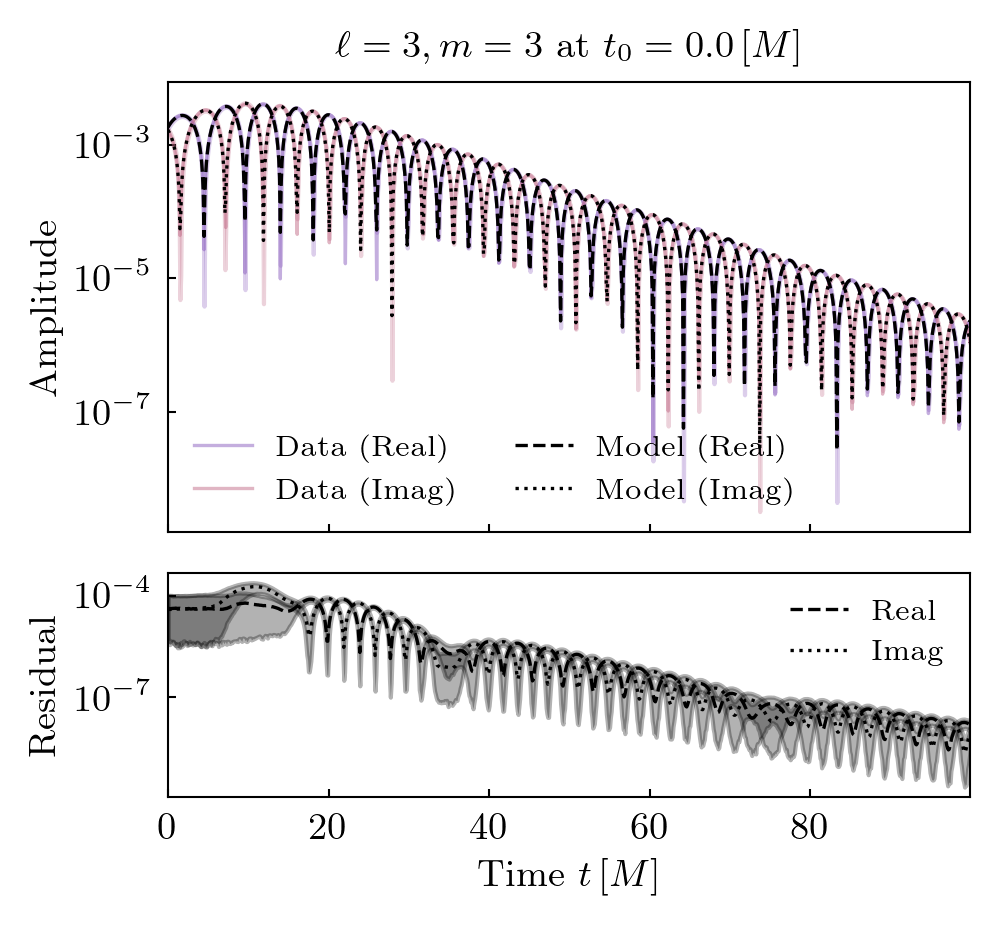 ℓ = 3, m = 3 at t₀ = 0.0 [M]
Amplitude
10⁻³
10⁻⁵
10⁻⁷
Data (Real)
Data (Imag)
Model (Real)
Model (Imag)
Residual
10⁻⁴
10⁻⁷
Real
Imag
0 20 40 60 80
Time t [M]